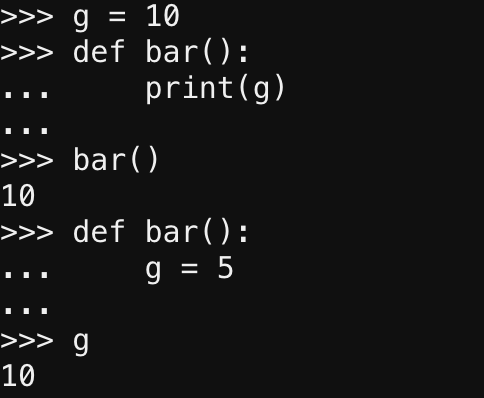 >>> g = 10
>>> def bar():
...     print(g)
...
>>> bar()
10
>>> def bar():
...     g = 5
...
>>> g
10